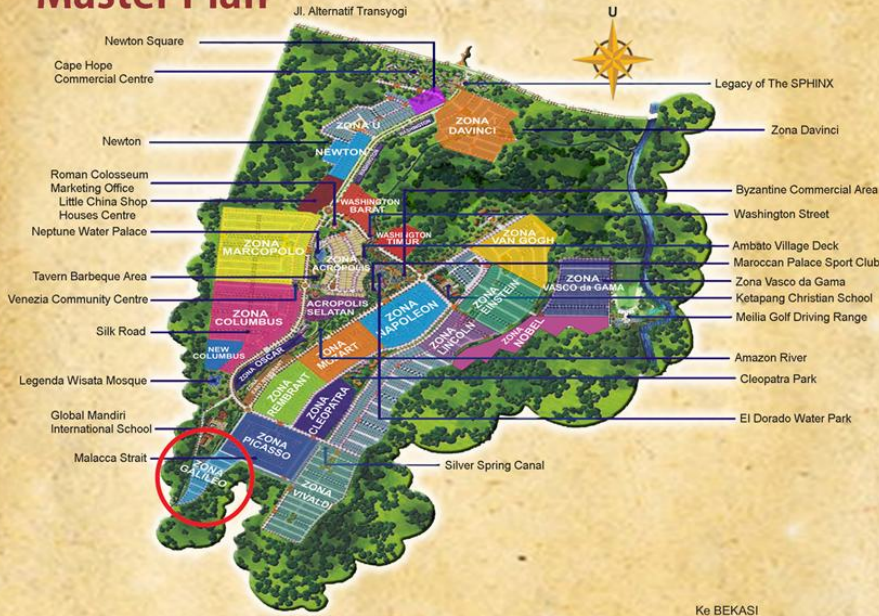 Master Plan
Jl. Alternatif Transyogi
U
Newton Square
Cape Hope
Commercial Centre
Legacy of The SPHINX
ZONA U
ZONA
DAVINCI
Zona Davinci
WASHINGTON
Newton
NEWTON
Roman Colosseum
Marketing Office
Little China Shop
Houses Centre
Neptune Water Palace
WASHINGTON
BARAT
WASHINGTON
TIMUR
Byzantine Commercial Area
Washington Street
ZONA
MARCOPOLO
ZONA
ACROPOLIS
ZONA
VAN GOGH
Ambato Village Deck
Maroccan Palace Sport Club
Zona Vasco da Gama
Ketapang Christian School
Meilia Golf Driving Range
Tavern Barbeque Area
Venezia Community Centre
ACROPOLIS
SELATAN
ZONA
VASCO da GAMA
ZONA
EINSTEIN
ZONA
NAPOLEON
ZONA
COLUMBUS
Silk Road
NEW
COLUMBUS
ZONA OSCAR
ZONA
MOZART
ZONA
LINCOLN
ZONA
NOBEL
Amazon River
Cleopatra Park
Legenda Wisata Mosque
ZONA
REMBRANT
ZONA
CLEOPATRA
El Dorado Water Park
Global Mandiri
International School
ZONA
PICASSO
Malacca Strait
ZONA
GALILEO
Silver Spring Canal
ZONA
VIVALDI
Ke BEKASI